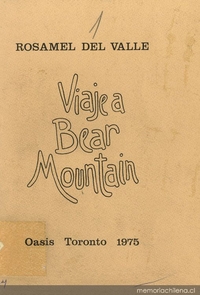 1
ROSAMEL DEL VALLE
Viaje a
Bear
Mountain
Oasis Toronto 1975
memoriachilena.cl